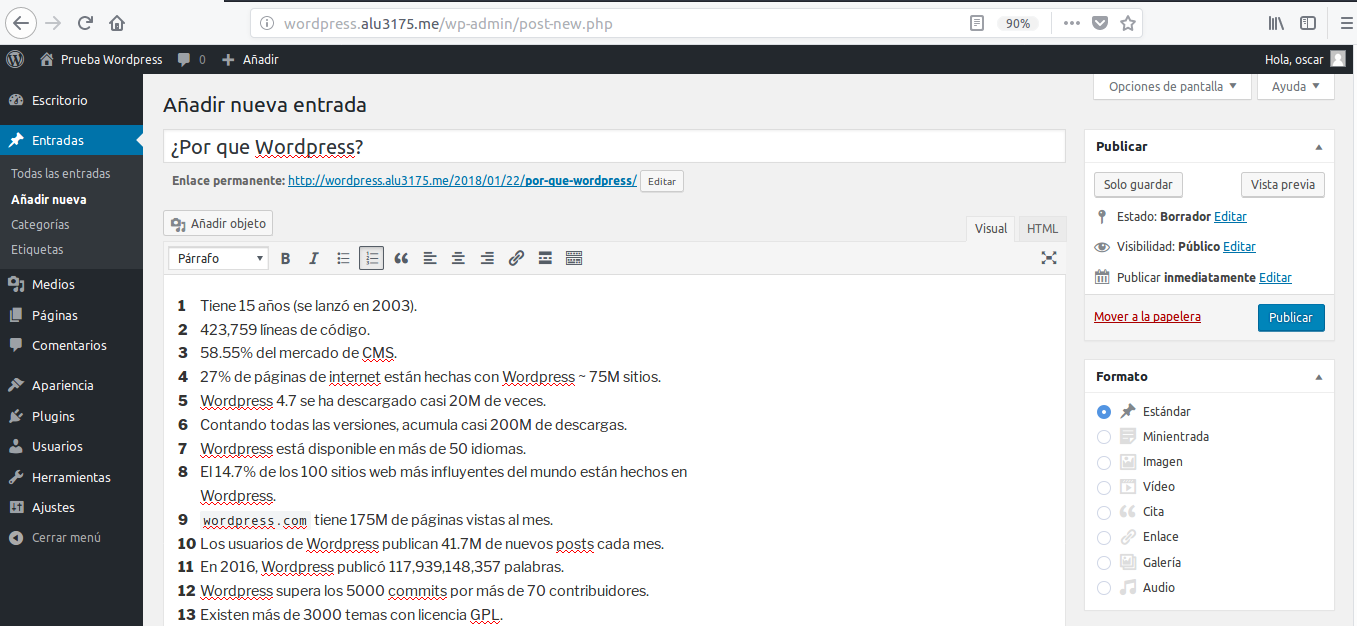 wordpress.alu3175.me/wp-admin/post-new.php
90%
Prueba Wordpress
0
Añadir
Hola, oscar
Escritorio
Entradas
Todas las entradas
Añadir nueva
Categorías
Etiquetas
Medios
Páginas
Comentarios
Apariencia
Plugins
Usuarios
Herramientas
Ajustes
Cerrar menú
Opciones de pantalla
Ayuda
Añadir nueva entrada
¿Por que Wordpress?
Enlace permanente: http://wordpress.alu3175.me/2018/01/22/por-que-wordpress/ Editar
Añadir objeto
Visual
HTML
Párrafo
B I
1 Tiene 15 años (se lanzó en 2003).
2 423,759 líneas de código.
3 58.55% del mercado de CMS.
4 27% de páginas de internet están hechas con Wordpress ~ 75M sitios.
5 Wordpress 4.7 se ha descargado casi 20M de veces.
6 Contando todas las versiones, acumula casi 200M de descargas.
7 Wordpress está disponible en más de 50 idiomas.
8 El 14.7% de los 100 sitios web más influyentes del mundo están hechos en
Wordpress.
9 wordpress.com tiene 175M de páginas vistas al mes.
10 Los usuarios de Wordpress publican 41.7M de nuevos posts cada mes.
11 En 2016, Wordpress publicó 117,939,148,357 palabras.
12 Wordpress supera los 5000 commits por más de 70 contribuidores.
13 Existen más de 3000 temas con licencia GPL.
Publicar
Solo guardar
Vista previa
Estado: Borrador Editar
Visibilidad: Público Editar
Publicar inmediatamente Editar
Mover a la papelera
Publicar
Formato
Estándar
Minientrada
Imagen
Vídeo
Cita
Enlace
Galería
Audio